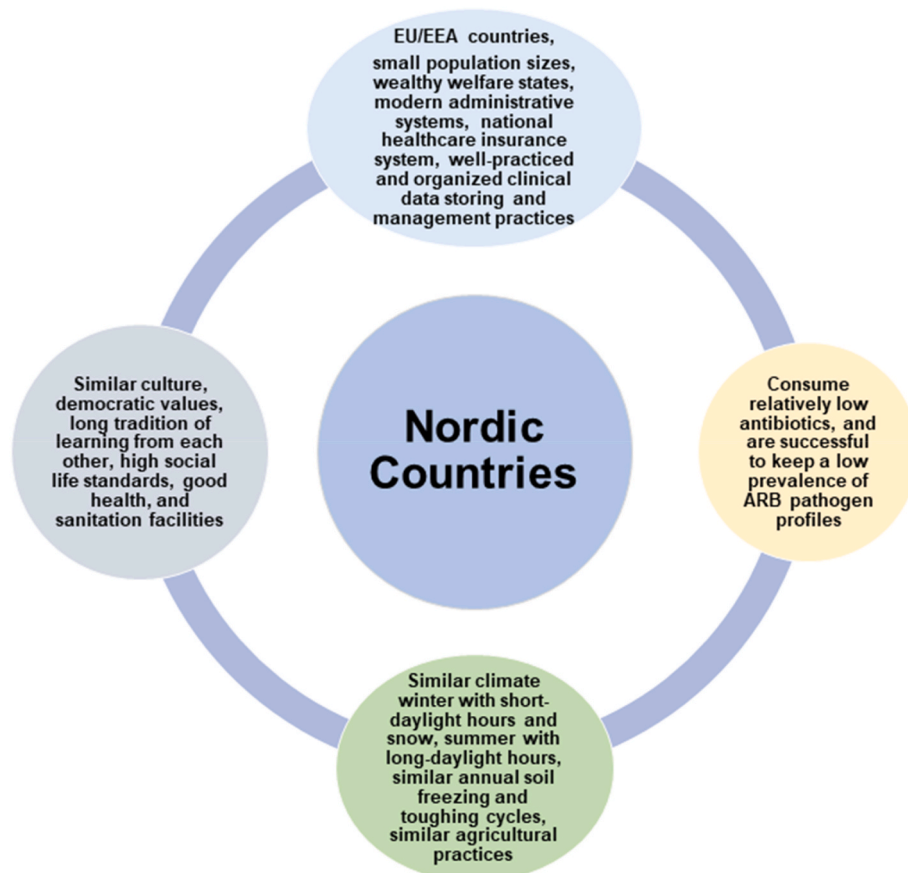 EU/EEA countries,
small population sizes,
wealthy welfare states,
modern administrative
systems, national
healthcare insurance
system, well-practiced
and organized clinical
data storing and
management practices
Similar culture,
democratic values,
long tradition of
learning from each
other, high social
life standards, good
health, and
sanitation facilities
Nordic
Countries
Consume
relatively low
antibiotics, and
are successful
to keep a low
prevalence of
ARB pathogen
profiles
Similar climate
winter with short-
daylight hours and
snow, summer with
long-daylight hours,
similar annual soil
freezing and
toughing cycles,
similar agricultural
practices